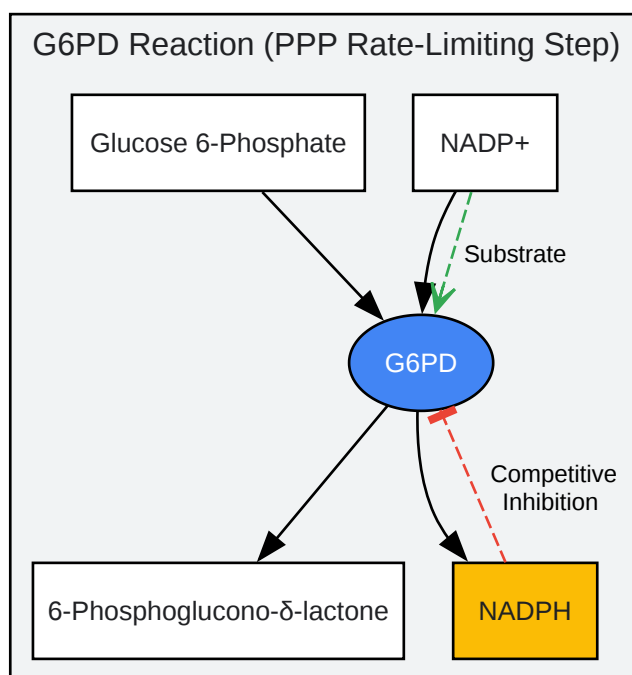 G6PD Reaction (PPP Rate-Limiting Step)
Glucose 6-Phosphate
NADP+
Substrate
G6PD
Competitive
Inhibition
6-Phosphoglucono-δ-lactone
NADPH